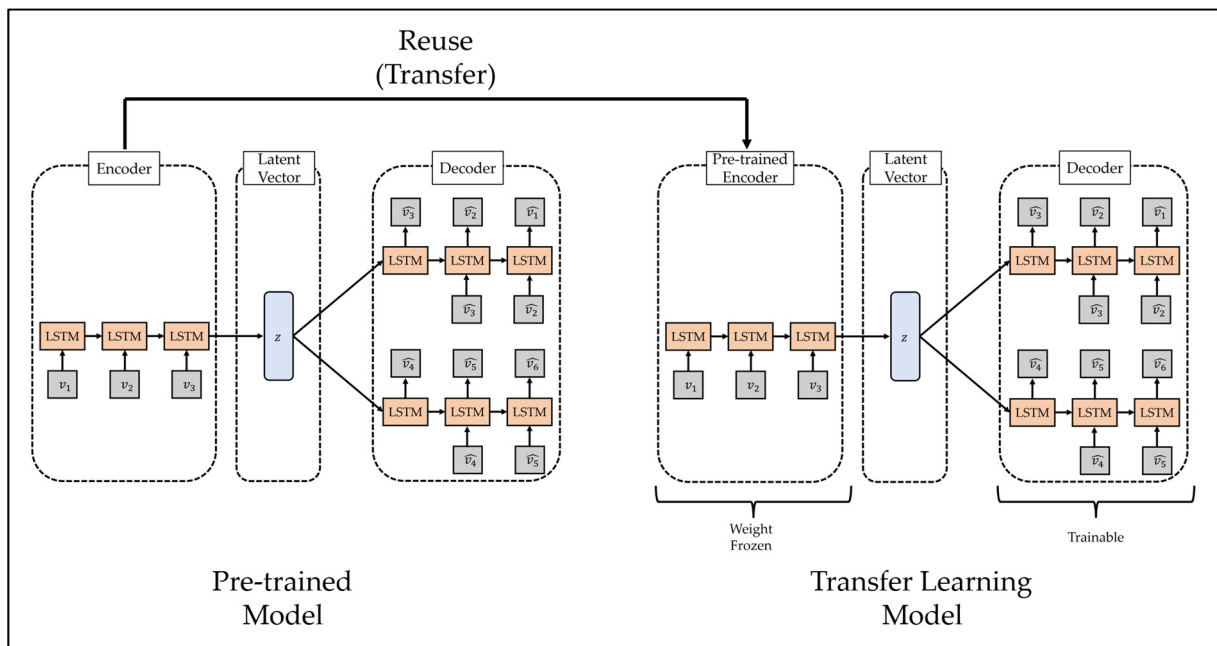 Reuse
(Transfer)
Encoder
Latent
Vector
Decoder
Pre-trained
Encoder
Latent
Vector
Decoder
v̂₃ v̂₂ v̂₁
LSTM LSTM LSTM
v̂₃ v̂₂
LSTM LSTM LSTM
v₁ v₂ v₃
z
v̂₄ v̂₅ v̂₆
LSTM LSTM LSTM
v̂₄ v̂₅
v̂₃ v̂₂ v̂₁
LSTM LSTM LSTM
v̂₃ v̂₂
LSTM LSTM LSTM
v₁ v₂ v₃
z
v̂₄ v̂₅ v̂₆
LSTM LSTM LSTM
v̂₄ v̂₅
Weight
Frozen
Trainable
Pre-trained
Model
Transfer Learning
Model